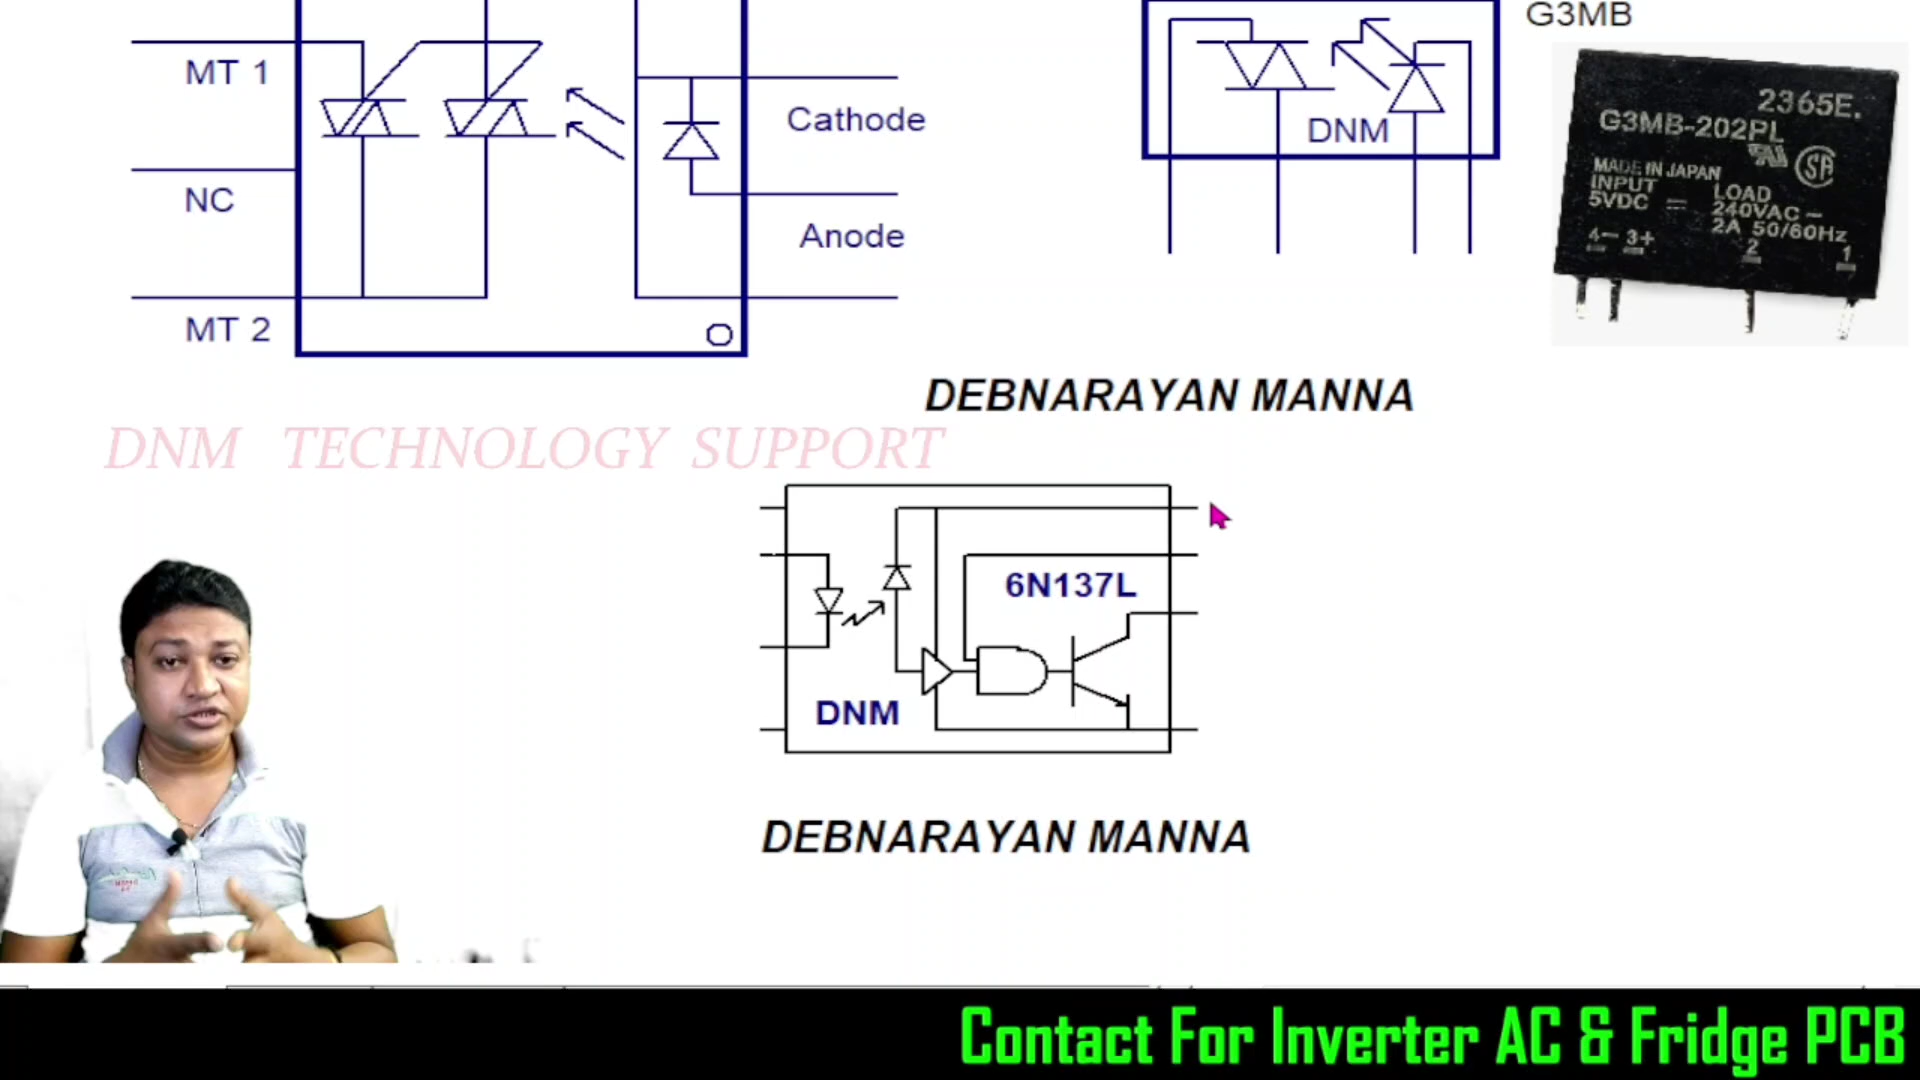 G3MB
MT 1
Cathode
DNM
2365E.
G3MB-202PL
MADE IN JAPAN
INPUT LOAD
5VDC 240VAC~
2A 50/60Hz
4- 3+ 2 1
NC
Anode
MT 2
DEBNARAYAN MANNA
DNM TECHNOLOGY SUPPORT
6N137L
DNM
DEBNARAYAN MANNA
Contact For Inverter AC & Fridge PCB